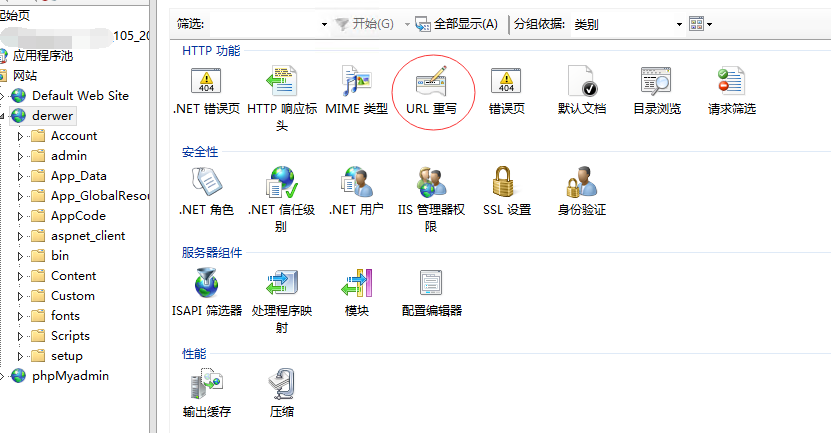 起始页
105_20
应用程序池
网站
Default Web Site
derwer
Account
admin
App_Data
App_GlobalResou
AppCode
aspnet_client
bin
Content
Custom
fonts
Scripts
setup
phpMyadmin
筛选: 开始(G) 全部显示(A) 分组依据: 类别
HTTP 功能
404 404
.NET 错误页 HTTP 响应标头 MIME 类型 URL 重写 错误页 默认文档 目录浏览 请求筛选
安全性
.NET 角色 .NET 信任级别 .NET 用户 IIS 管理器权限 SSL 设置 身份验证
服务器组件
ISAPI 筛选器 处理程序映射 模块 配置编辑器
性能
输出缓存 压缩